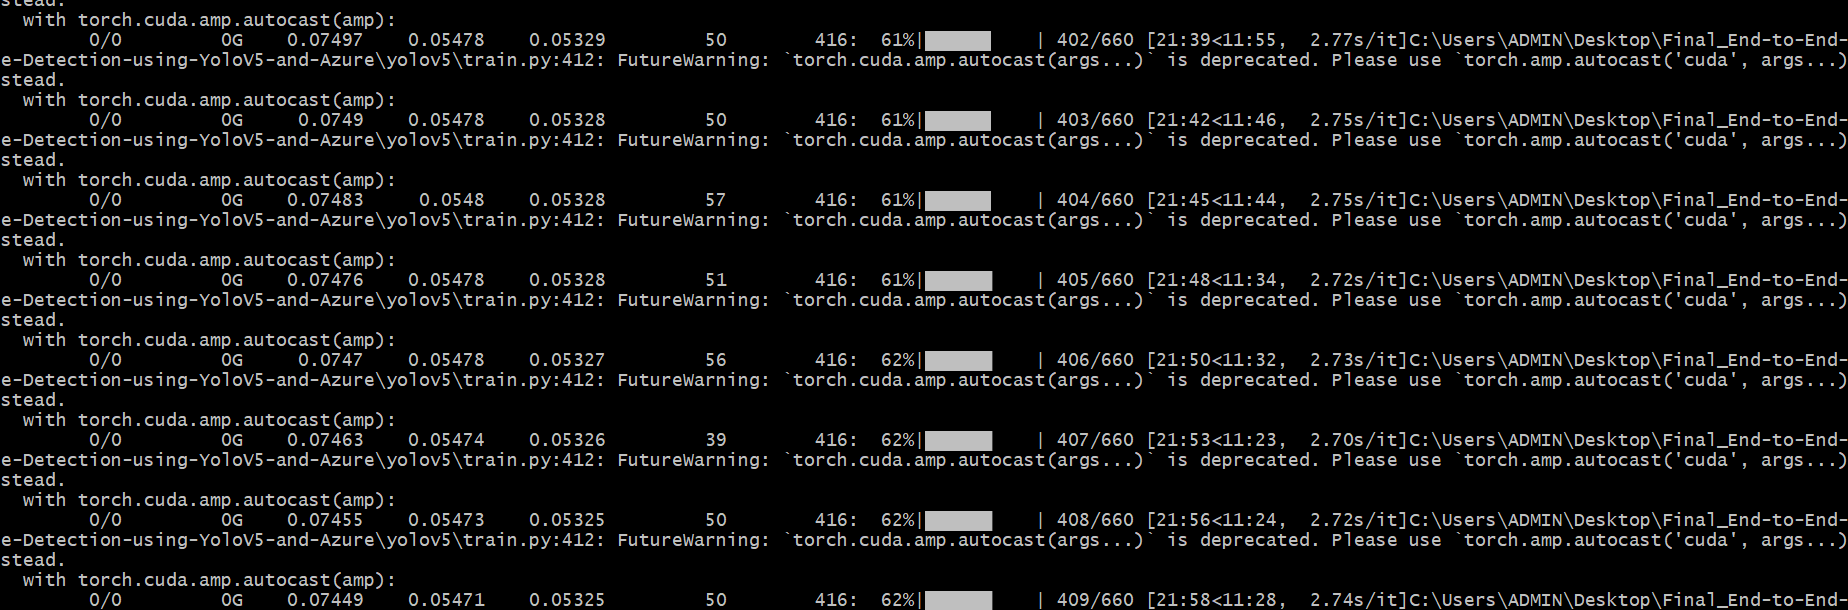 stead.
  with torch.cuda.amp.autocast(amp):
        0/0         0G    0.07497    0.05478    0.05329         50        416:  61%|██████    | 402/660 [21:39<11:55,  2.77s/it]C:\Users\ADMIN\Desktop\Final_End-to-End-
e-Detection-using-YoloV5-and-Azure\yolov5\train.py:412: FutureWarning: `torch.cuda.amp.autocast(args...)` is deprecated. Please use `torch.amp.autocast('cuda', args...)
stead.
  with torch.cuda.amp.autocast(amp):
        0/0         0G     0.0749    0.05478    0.05328         50        416:  61%|██████    | 403/660 [21:42<11:46,  2.75s/it]C:\Users\ADMIN\Desktop\Final_End-to-End-
e-Detection-using-YoloV5-and-Azure\yolov5\train.py:412: FutureWarning: `torch.cuda.amp.autocast(args...)` is deprecated. Please use `torch.amp.autocast('cuda', args...)
stead.
  with torch.cuda.amp.autocast(amp):
        0/0         0G    0.07483     0.0548    0.05328         57        416:  61%|██████    | 404/660 [21:45<11:44,  2.75s/it]C:\Users\ADMIN\Desktop\Final_End-to-End-
e-Detection-using-YoloV5-and-Azure\yolov5\train.py:412: FutureWarning: `torch.cuda.amp.autocast(args...)` is deprecated. Please use `torch.amp.autocast('cuda', args...)
stead.
  with torch.cuda.amp.autocast(amp):
        0/0         0G    0.07476    0.05478    0.05328         51        416:  61%|██████    | 405/660 [21:48<11:34,  2.72s/it]C:\Users\ADMIN\Desktop\Final_End-to-End-
e-Detection-using-YoloV5-and-Azure\yolov5\train.py:412: FutureWarning: `torch.cuda.amp.autocast(args...)` is deprecated. Please use `torch.amp.autocast('cuda', args...)
stead.
  with torch.cuda.amp.autocast(amp):
        0/0         0G     0.0747    0.05478    0.05327         56        416:  62%|██████    | 406/660 [21:50<11:32,  2.73s/it]C:\Users\ADMIN\Desktop\Final_End-to-End-
e-Detection-using-YoloV5-and-Azure\yolov5\train.py:412: FutureWarning: `torch.cuda.amp.autocast(args...)` is deprecated. Please use `torch.amp.autocast('cuda', args...)
stead.
  with torch.cuda.amp.autocast(amp):
        0/0         0G    0.07463    0.05474    0.05326         39        416:  62%|██████    | 407/660 [21:53<11:23,  2.70s/it]C:\Users\ADMIN\Desktop\Final_End-to-End-
e-Detection-using-YoloV5-and-Azure\yolov5\train.py:412: FutureWarning: `torch.cuda.amp.autocast(args...)` is deprecated. Please use `torch.amp.autocast('cuda', args...)
stead.
  with torch.cuda.amp.autocast(amp):
        0/0         0G    0.07455    0.05473    0.05325         50        416:  62%|██████    | 408/660 [21:56<11:24,  2.72s/it]C:\Users\ADMIN\Desktop\Final_End-to-End-
e-Detection-using-YoloV5-and-Azure\yolov5\train.py:412: FutureWarning: `torch.cuda.amp.autocast(args...)` is deprecated. Please use `torch.amp.autocast('cuda', args...)
stead.
  with torch.cuda.amp.autocast(amp):
        0/0         0G    0.07449    0.05471    0.05325         50        416:  62%|██████    | 409/660 [21:58<11:28,  2.74s/it]C:\Users\ADMIN\Desktop\Final_End-to-End-